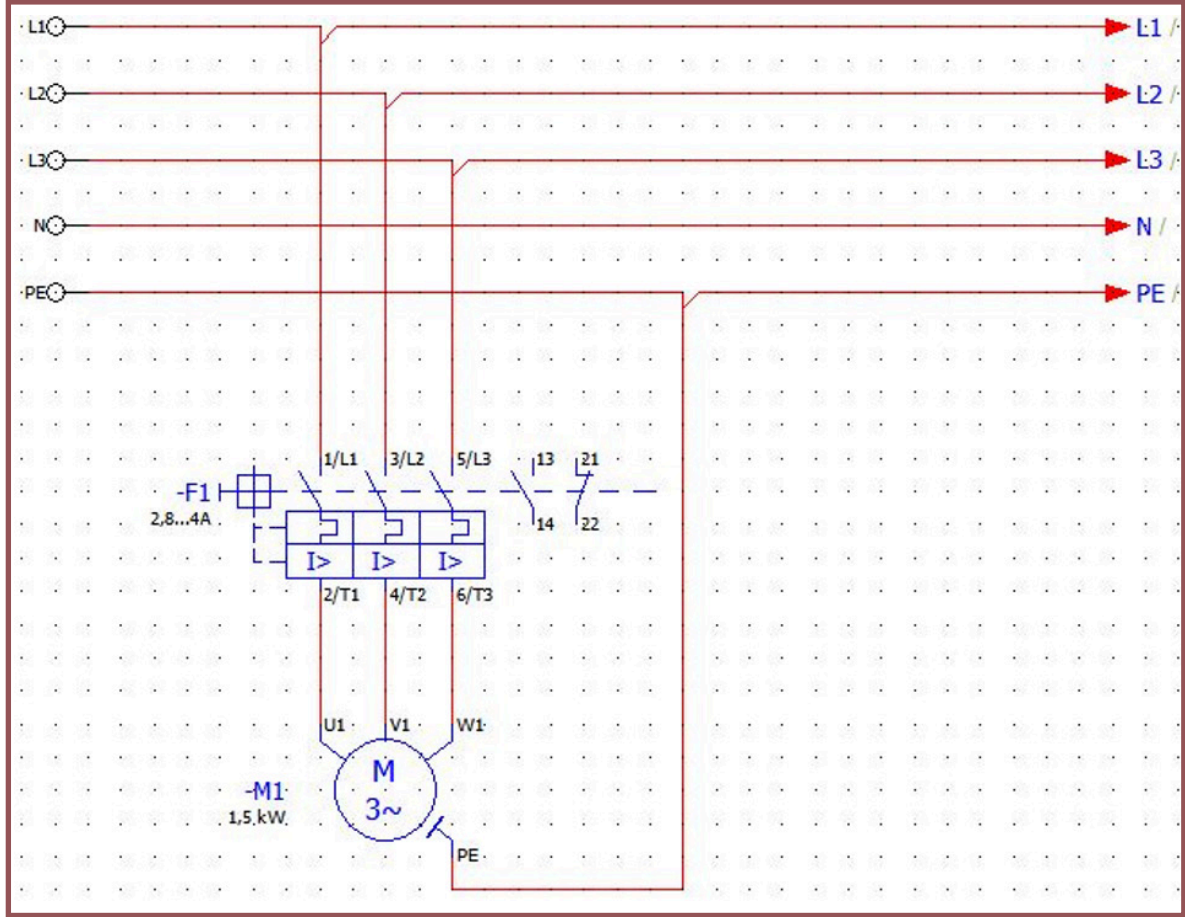 L1 L1 /
L2 L2 /
L3 L3 /
N N /
PE PE /
1/L1 3/L2 5/L3 13 21
-F1
2,8...4A
14 22
I> I> I>
2/T1 4/T2 6/T3
U1 V1 W1
M
-M1
3~
1,5 kW
PE